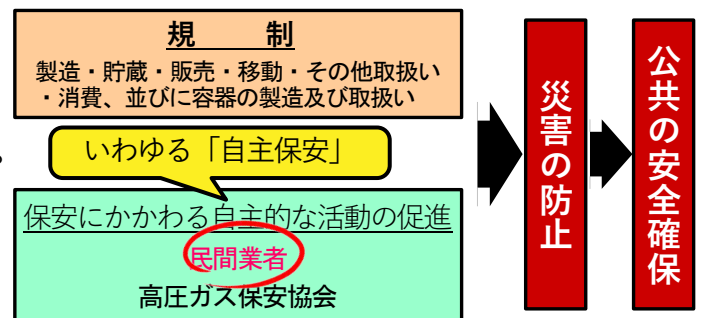 規　　制
製造・貯蔵・販売・移動・その他取扱い
・消費、並びに容器の製造及び取扱い
。
いわゆる「自主保安」
保安にかかわる自主的な活動の促進
民間業者
高圧ガス保安協会
災害の防止
公共の安全確保